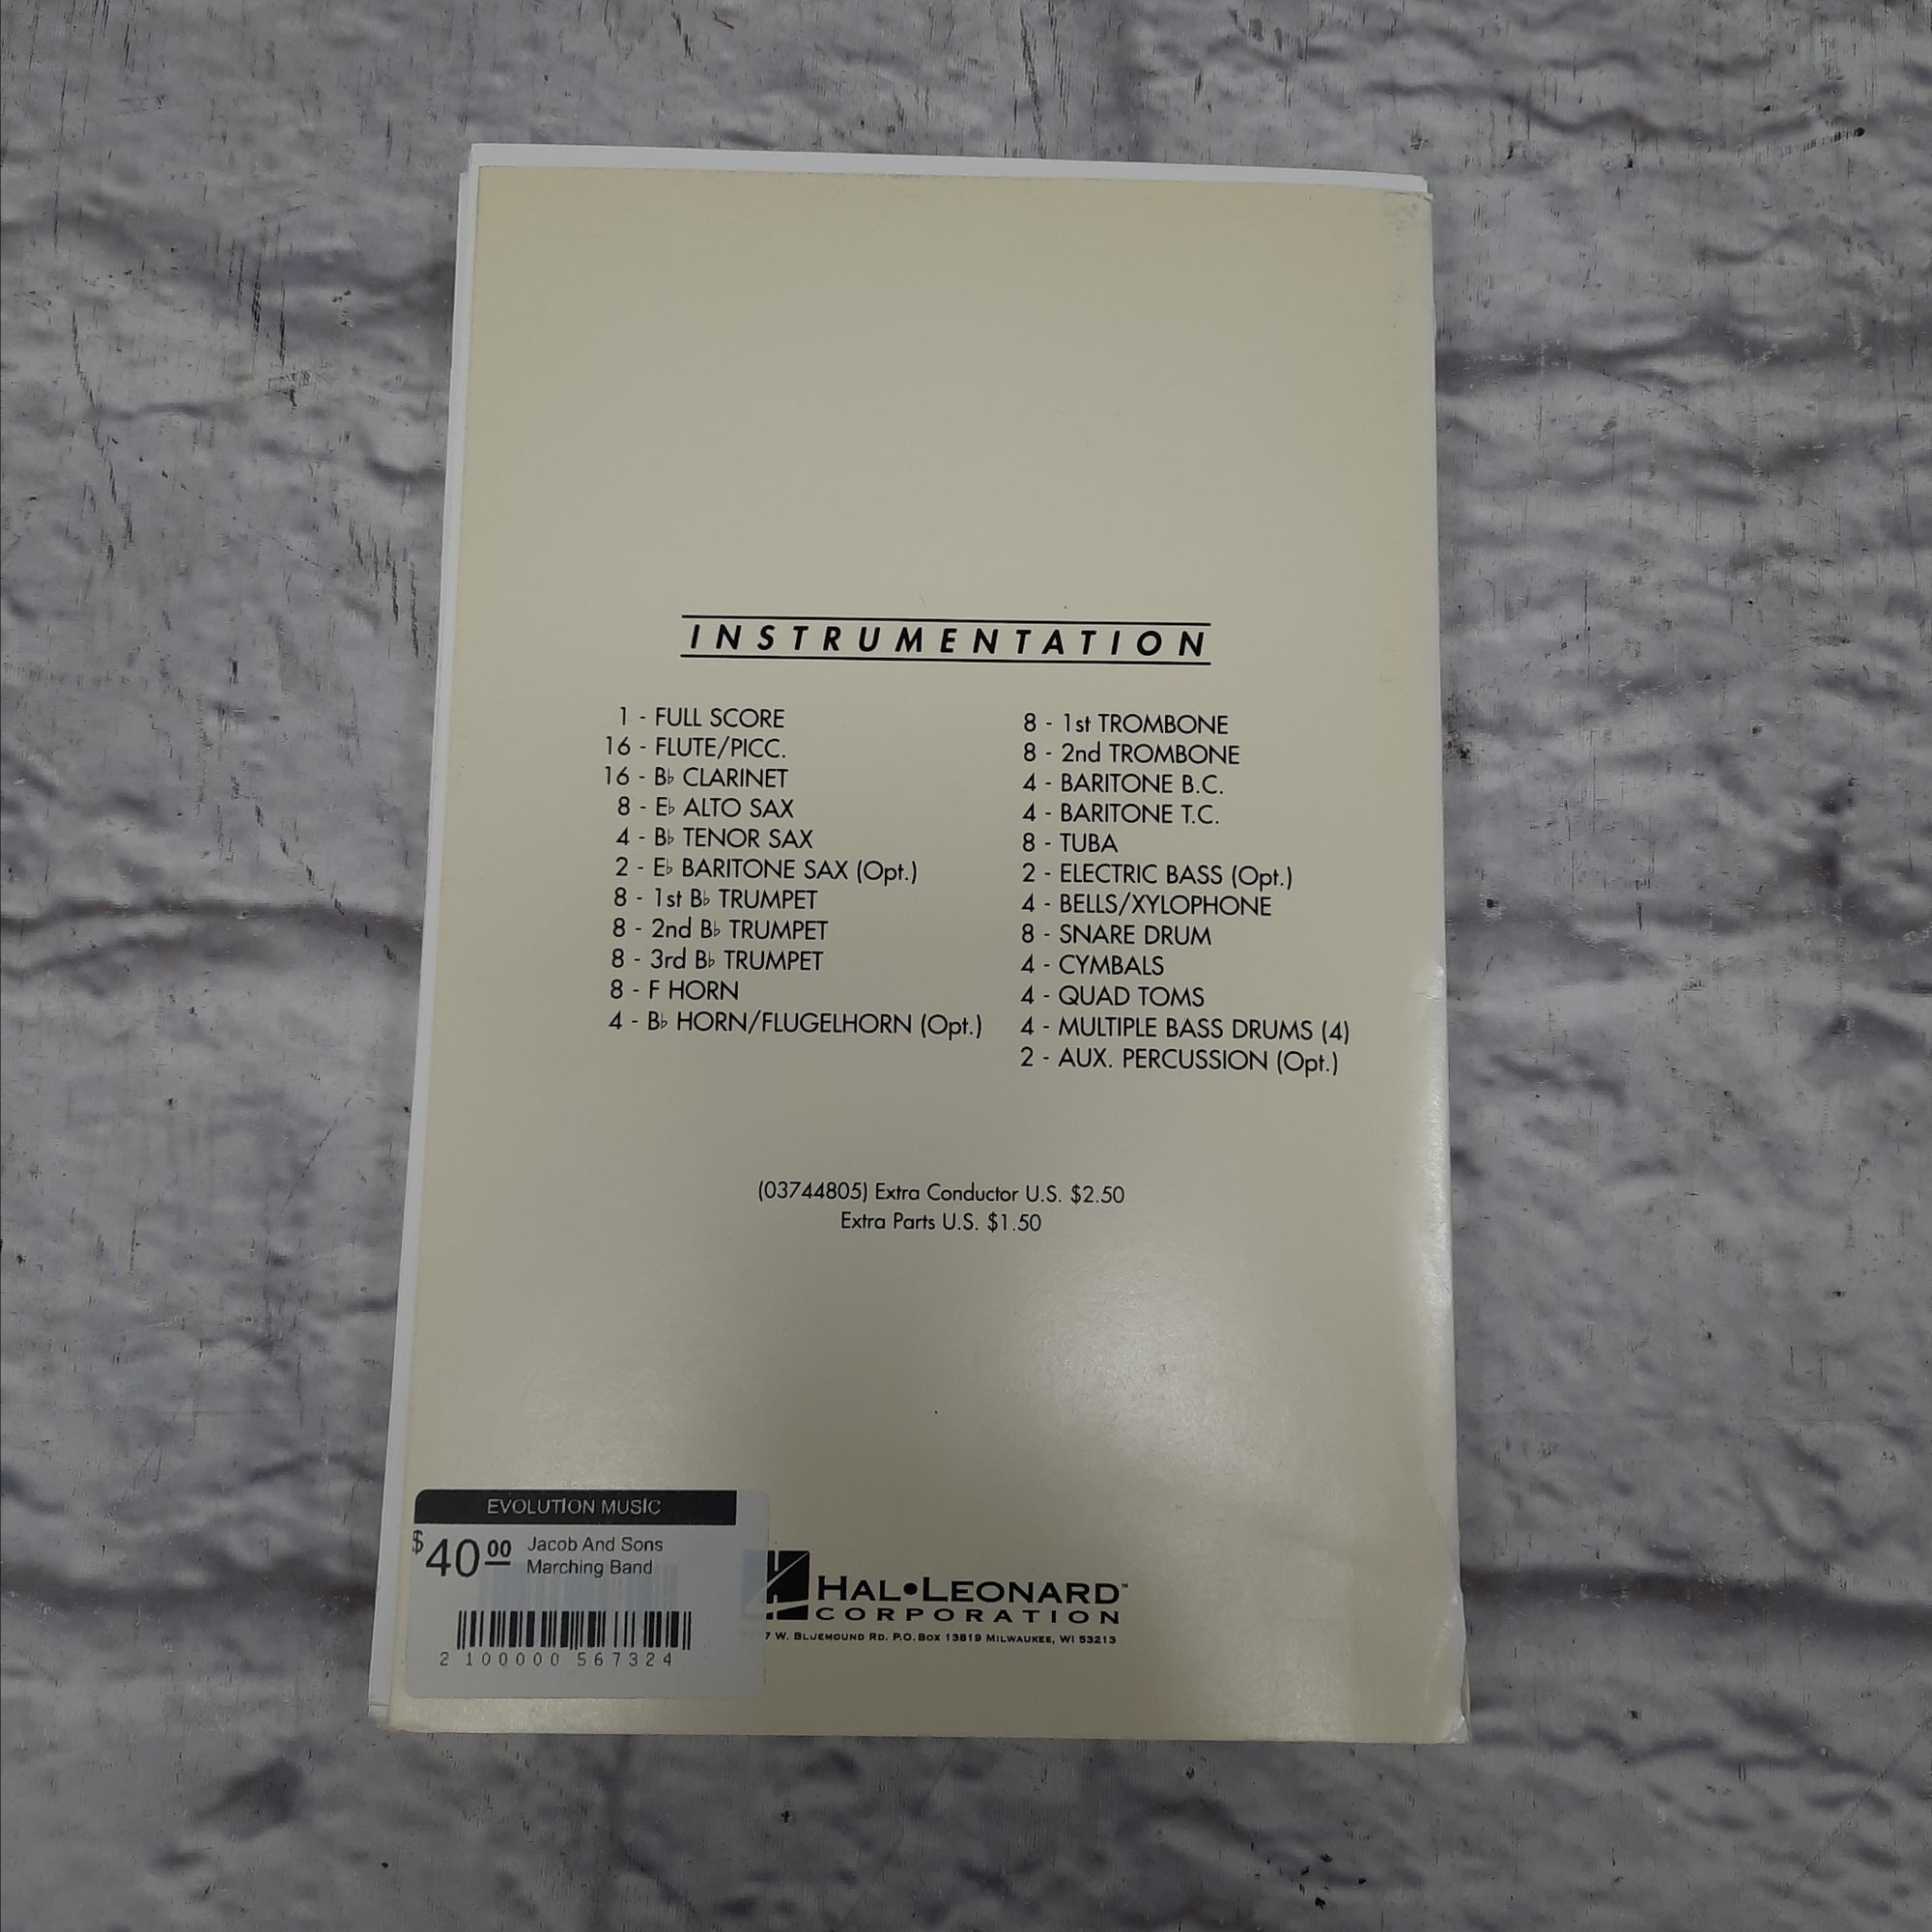 INSTRUMENTATION
1 - FULL SCORE
16 - FLUTE/PICC.
16 - B♭ CLARINET
8 - E♭ ALTO SAX
4 - B♭ TENOR SAX
2 - E♭ BARITONE SAX (Opt.)
8 - 1st B♭ TRUMPET
8 - 2nd B♭ TRUMPET
8 - 3rd B♭ TRUMPET
8 - F HORN
4 - B♭ HORN/FLUGELHORN (Opt.)
8 - 1st TROMBONE
8 - 2nd TROMBONE
4 - BARITONE B.C.
4 - BARITONE T.C.
8 - TUBA
2 - ELECTRIC BASS (Opt.)
4 - BELLS/XYLOPHONE
8 - SNARE DRUM
4 - CYMBALS
4 - QUAD TOMS
4 - MULTIPLE BASS DRUMS (4)
2 - AUX. PERCUSSION (Opt.)
(03744805) Extra Conductor U.S. $2.50
Extra Parts U.S. $1.50
EVOLUTION MUSIC
$40.00 Jacob And Sons
Marching Band
2 100000 567324
HAL•LEONARD™
CORPORATION
7 W. BLUEMOUND RD. P.O. BOX 13819 MILWAUKEE, WI 53213